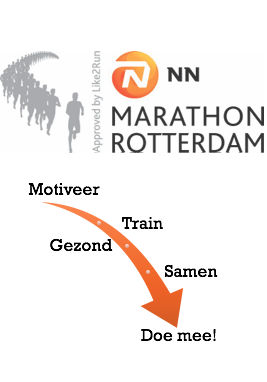 Approved by Like2Run
NN
MARATHON
ROTTERDAM
Motiveer
Train
Gezond
Samen
Doe mee!